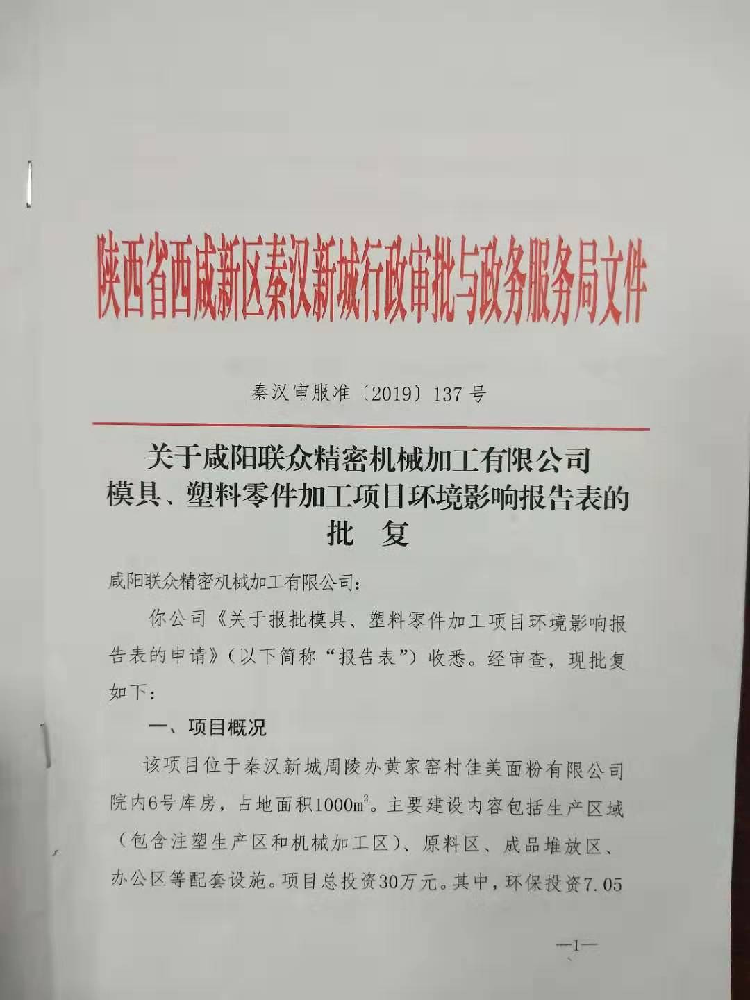 陕西省西咸新区秦汉新城行政审批与政务服务局文件
秦汉审服准〔2019〕137号
关于咸阳联众精密机械加工有限公司
模具、塑料零件加工项目环境影响报告表的
批 复
咸阳联众精密机械加工有限公司:
你公司《关于报批模具、塑料零件加工项目环境影响报
告表的申请》(以下简称“报告表”)收悉。经审查,现批复
如下:
一、项目概况
该项目位于秦汉新城周陵办黄家窑村佳美面粉有限公司
院内6号库房,占地面积1000m²。主要建设内容包括生产区域
(包含注塑生产区和机械加工区)、原料区、成品堆放区、
办公区等配套设施。项目总投资30万元。其中,环保投资7.05
—1—